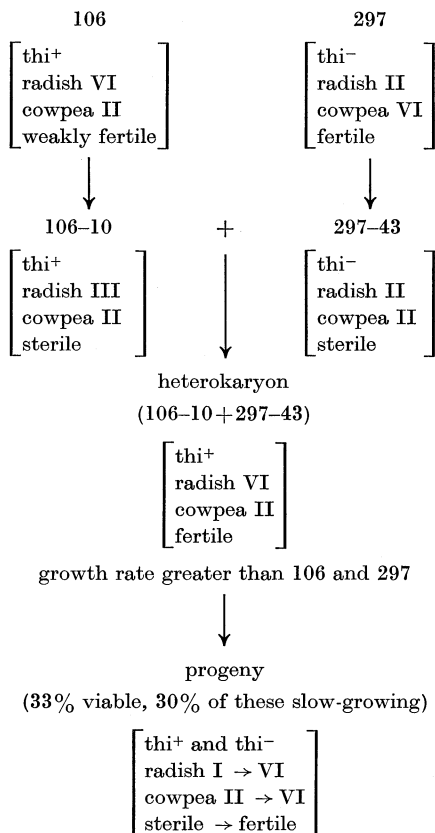 106
297
thi⁺
radish VI
cowpea II
weakly fertile
thi⁻
radish II
cowpea VI
fertile
106–10
+
297–43
thi⁺
radish III
cowpea II
sterile
thi⁻
radish II
cowpea II
sterile
heterokaryon
(106–10+297–43)
thi⁺
radish VI
cowpea II
fertile
growth rate greater than 106 and 297
progeny
(33% viable, 30% of these slow-growing)
thi⁺ and thi⁻
radish I → VI
cowpea II → VI
sterile → fertile